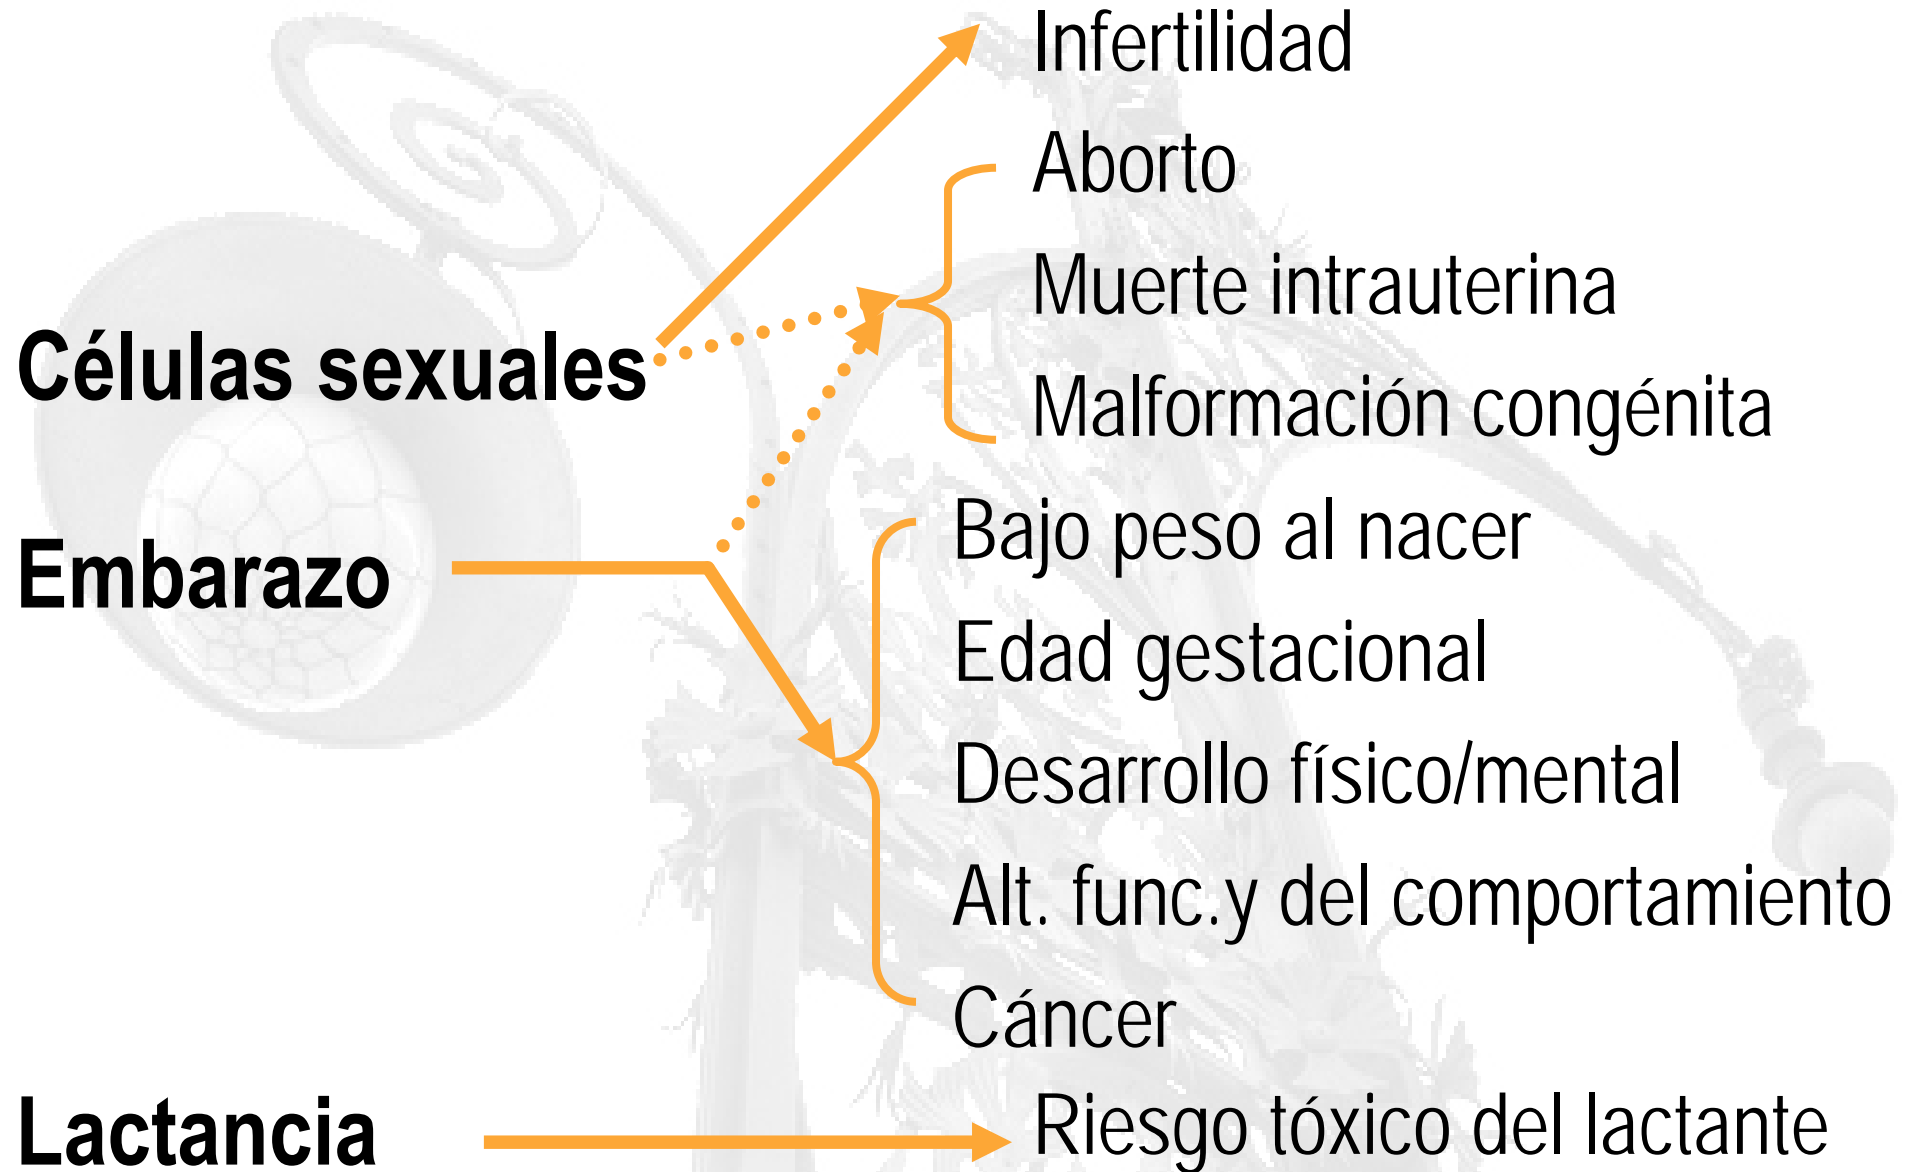 Infertilidad
Aborto
Muerte intrauterina
Células sexuales
Malformación congénita
Bajo peso al nacer
Embarazo
Edad gestacional
Desarrollo físico/mental
Alt. func.y del comportamiento
Cáncer
Lactancia
Riesgo tóxico del lactante